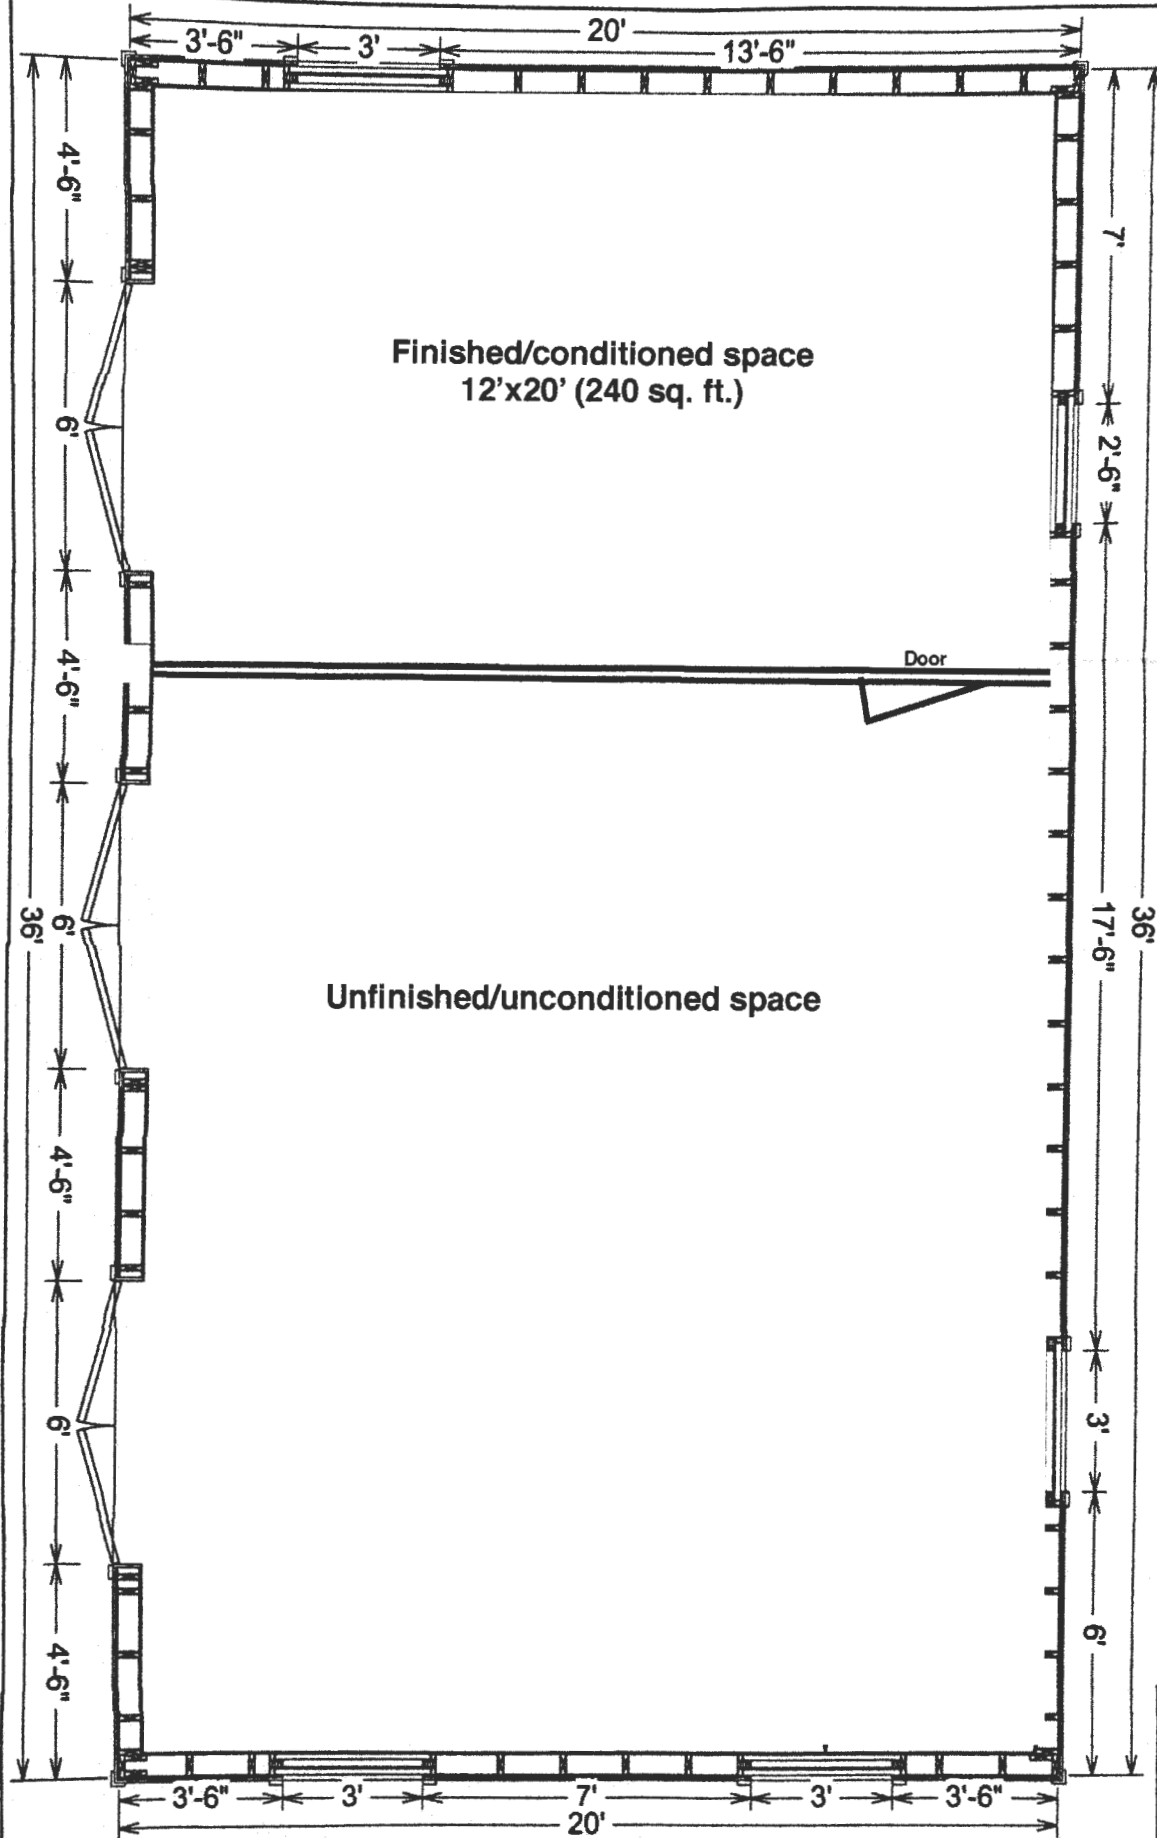 20'
3'-6" 3' 13'-6"
4'-6"
6'
4'-6"
6'
4'-6"
6'
4'-6"
36'
7'
2'-6"
17'-6"
3'
6'
36'
Finished/conditioned space
12'x20' (240 sq. ft.)
Door
Unfinished/unconditioned space
3'-6" 3' 7' 3' 3'-6"
20'